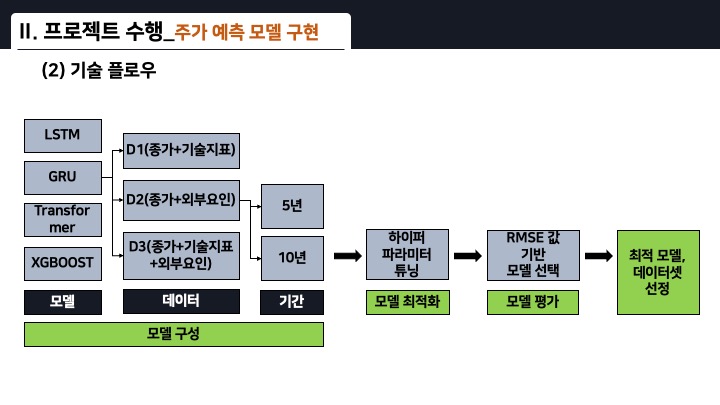 II. 프로젝트 수행_주가 예측 모델 구현
(2) 기술 플로우
LSTM
GRU
Transfor
mer
XGBOOST
모델
D1(종가+기술지표)
D2(종가+외부요인)
D3(종가+기술지표
+외부요인)
데이터
5년
10년
기간
모델 구성
하이퍼
파라미터
튜닝
모델 최적화
RMSE 값
기반
모델 선택
모델 평가
최적 모델,
데이터셋
선정